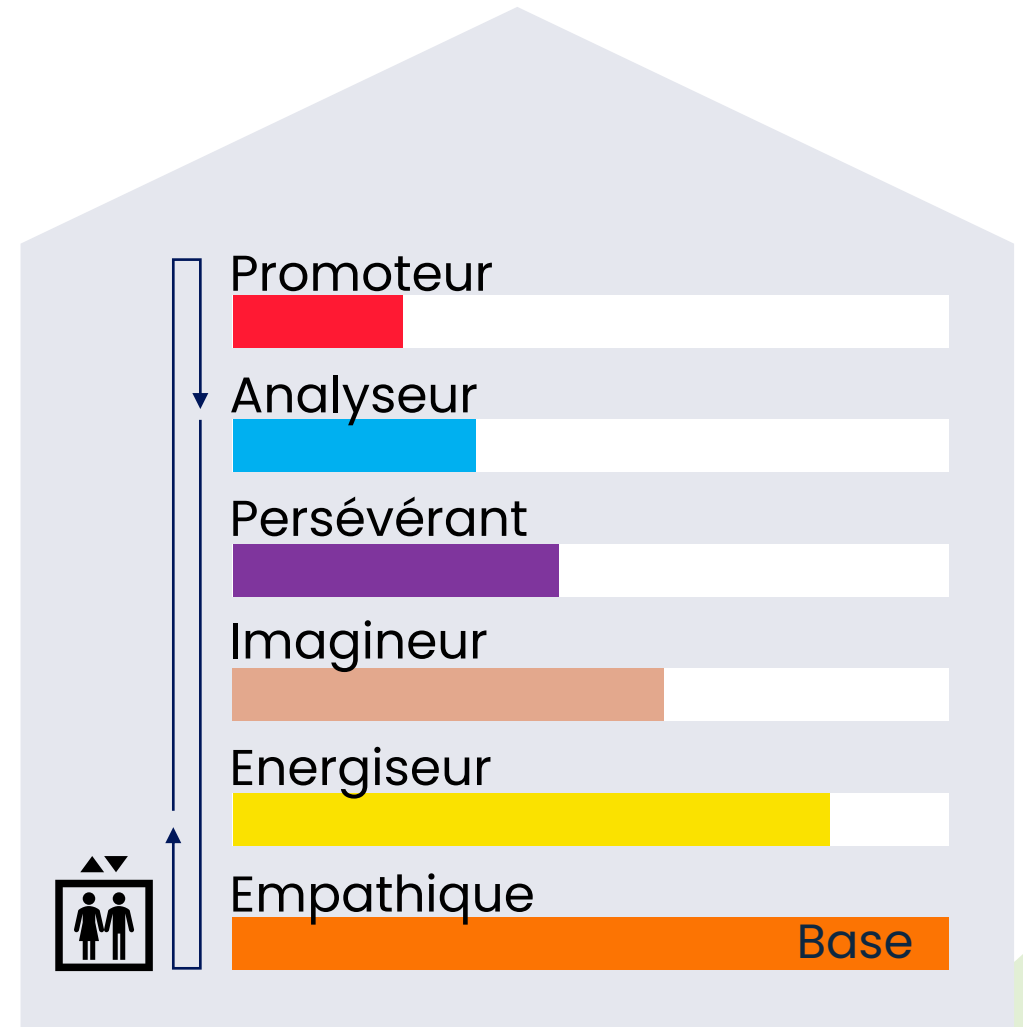 Promoteur
Analyseur
Persévérant
Imagineur
Energiseur
Empathique
Base